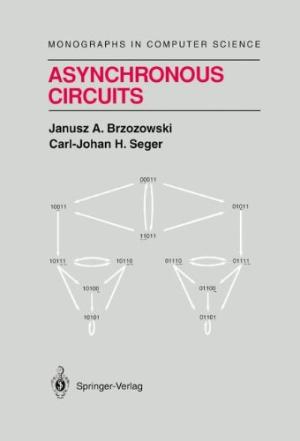 MONOGRAPHS IN COMPUTER SCIENCE
ASYNCHRONOUS
CIRCUITS
Janusz A. Brzozowski
Carl-Johan H. Seger
00011
10011 01011
11011
10111 10110 01110 01111
10100 01100
10101 01101
Springer-Verlag